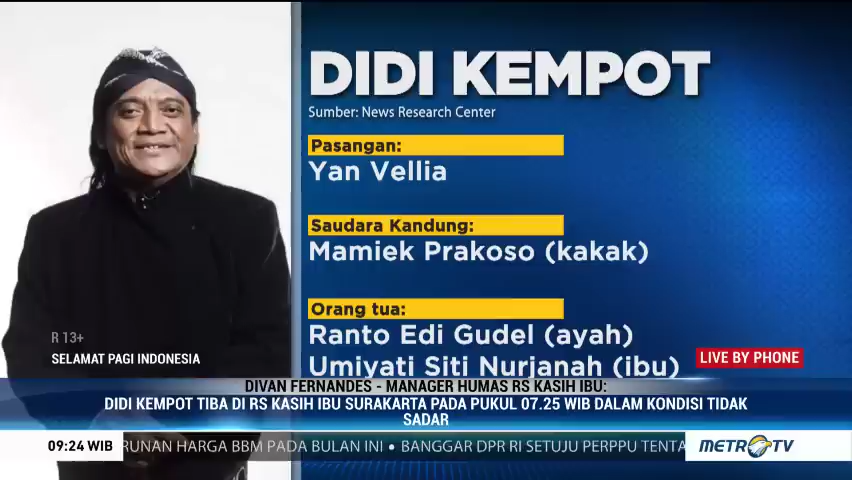 DIDI KEMPOT
Sumber: News Research Center
Pasangan:
Yan Vellia
Saudara Kandung:
Mamiek Prakoso (kakak)
Orang tua:
Ranto Edi Gudel (ayah)
Umiyati Siti Nurjanah (ibu)
R 13+
SELAMAT PAGI INDONESIA
LIVE BY PHONE
DIVAN FERNANDES - MANAGER HUMAS RS KASIH IBU:
DIDI KEMPOT TIBA DI RS KASIH IBU SURAKARTA PADA PUKUL 07.25 WIB DALAM KONDISI TIDAK
SADAR
09:24 WIB
RUNAN HARGA BBM PADA BULAN INI • BANGGAR DPR RI SETUJU PERPPU TENTA
METRO TV